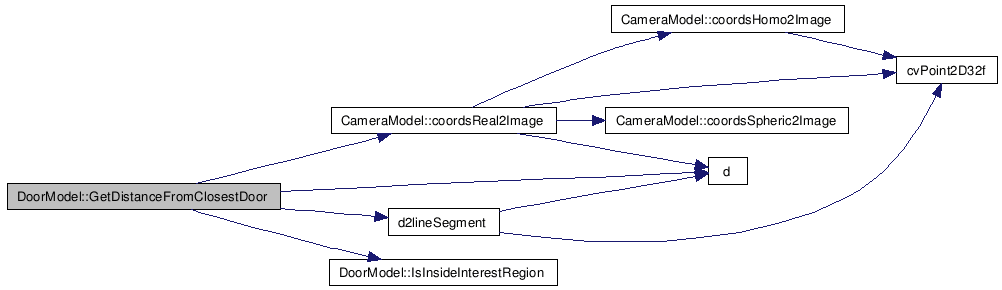 CameraModel::coordsHomo2Image
cvPoint2D32f
CameraModel::coordsReal2Image
CameraModel::coordsSpheric2Image
d
DoorModel::GetDistanceFromClosestDoor
d2lineSegment
DoorModel::IsInsideInterestRegion